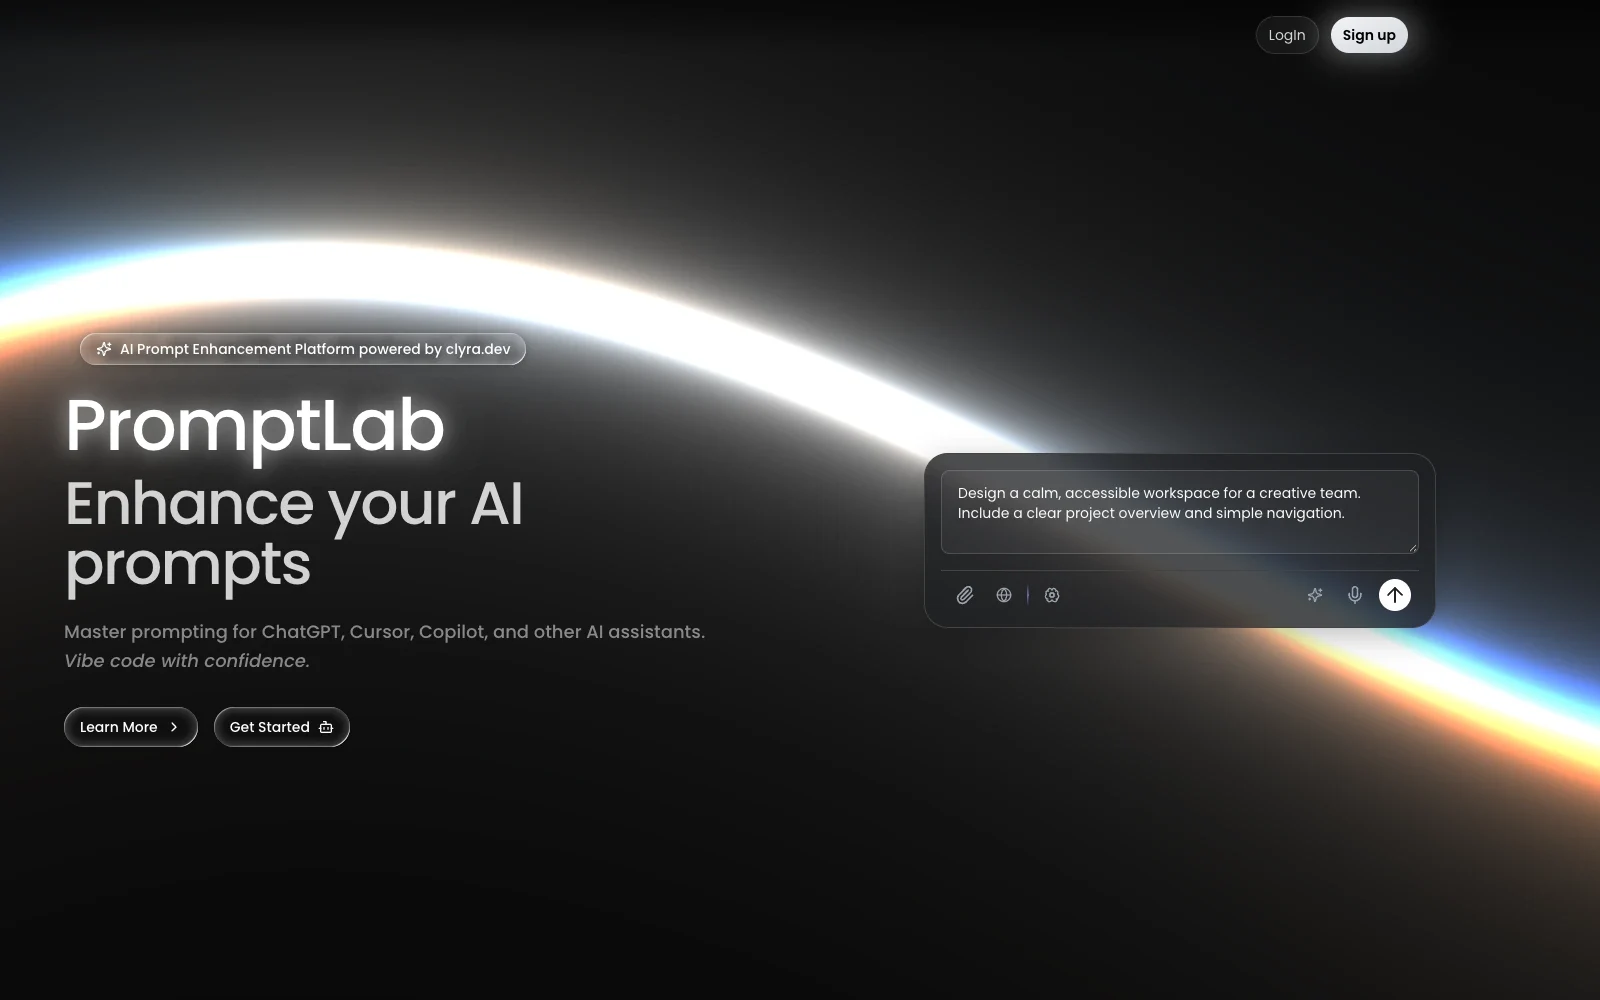 LogIn
Sign up
AI Prompt Enhancement Platform powered by clyra.dev
PromptLab
Enhance your AI
prompts
Master prompting for ChatGPT, Cursor, Copilot, and other AI assistants.
Vibe code with confidence.
Learn More
Get Started
Design a calm, accessible workspace for a creative team.
Include a clear project overview and simple navigation.